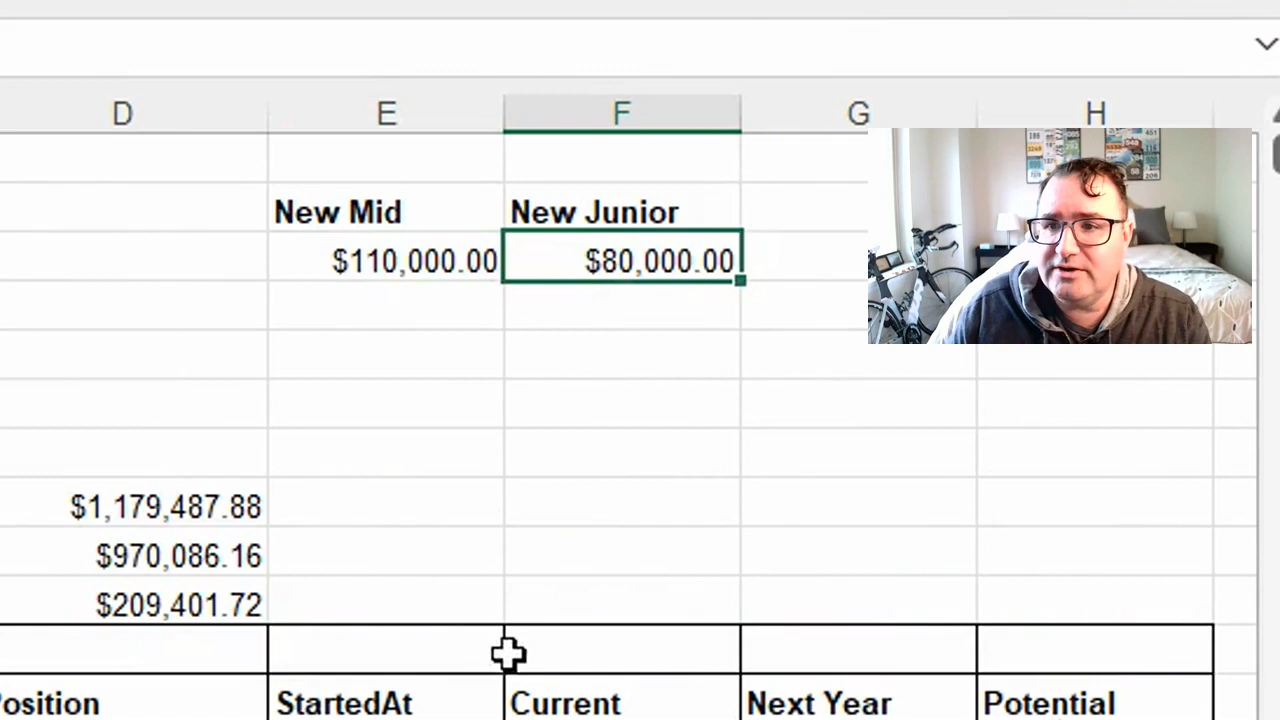 D E F G H
New Mid New Junior
$110,000.00 $80,000.00
$1,179,487.88
$970,086.16
$209,401.72
osition StartedAt Current Next Year Potential